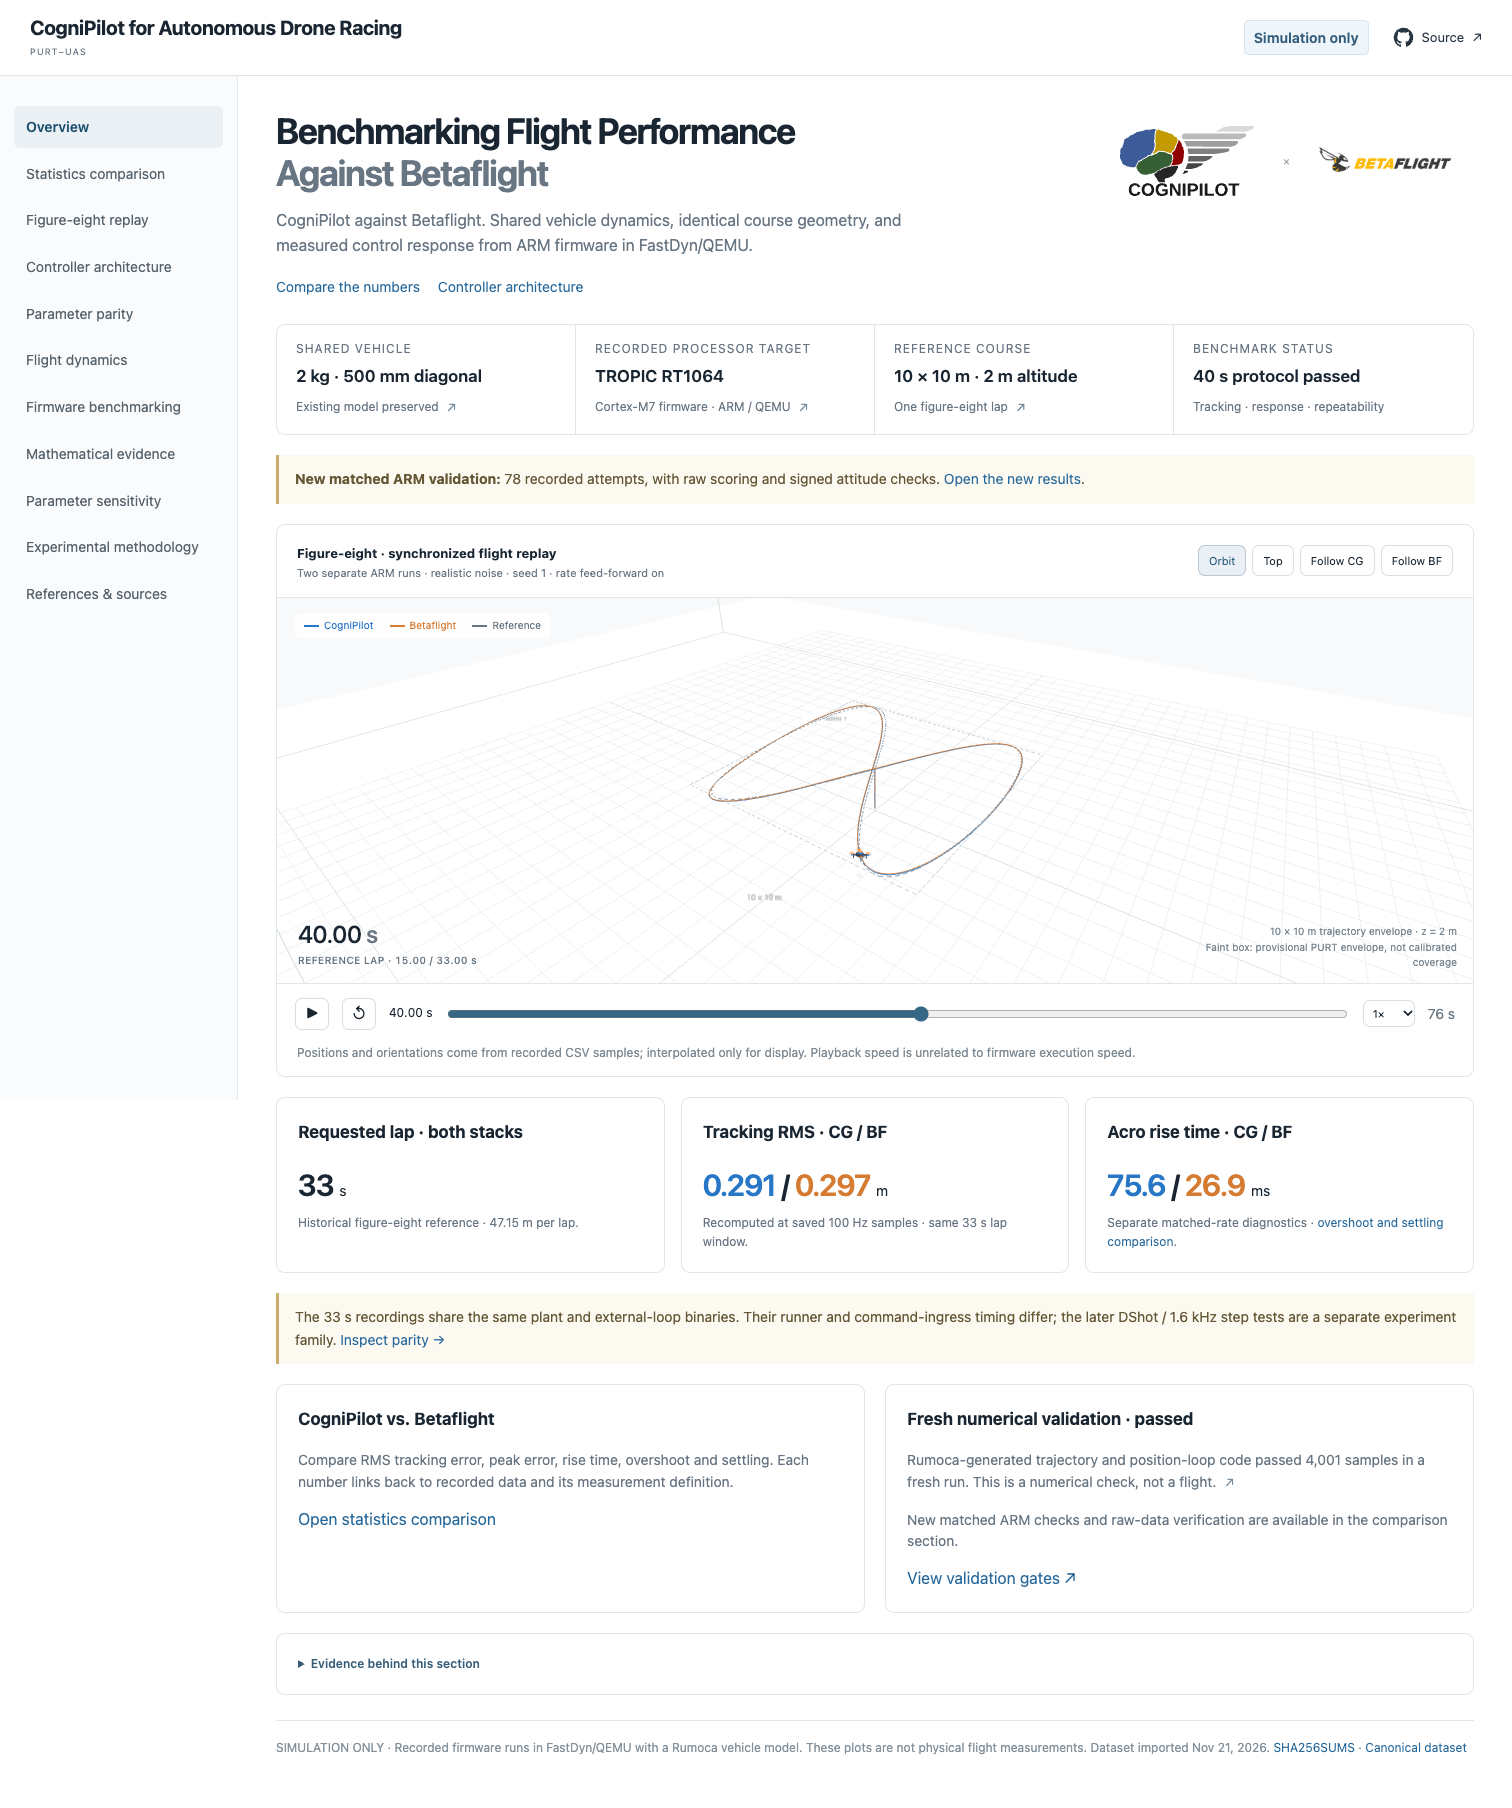 CogniPilot for Autonomous Drone Racing
PURT–UAS
Simulation only
Source ↗
Overview
Statistics comparison
Figure-eight replay
Controller architecture
Parameter parity
Flight dynamics
Firmware benchmarking
Mathematical evidence
Parameter sensitivity
Experimental methodology
References & sources
Benchmarking Flight Performance
Against Betaflight
COGNIPILOT
×
BETAFLIGHT
CogniPilot against Betaflight. Shared vehicle dynamics, identical course geometry, and
measured control response from ARM firmware in FastDyn/QEMU.
Compare the numbers Controller architecture
SHARED VEHICLE
2 kg · 500 mm diagonal
Existing model preserved ↗
RECORDED PROCESSOR TARGET
TROPIC RT1064
Cortex-M7 firmware · ARM / QEMU ↗
REFERENCE COURSE
10 × 10 m · 2 m altitude
One figure-eight lap ↗
BENCHMARK STATUS
40 s protocol passed
Tracking · response · repeatability
New matched ARM validation: 78 recorded attempts, with raw scoring and signed attitude checks. Open the new results.
Figure-eight · synchronized flight replay
Two separate ARM runs · realistic noise · seed 1 · rate feed-forward on
Orbit
Top
Follow CG
Follow BF
CogniPilot
Betaflight
Reference
10 × 10 m
40.00 s
REFERENCE LAP · 15.00 / 33.00 s
10 × 10 m trajectory envelope · z = 2 m
Faint box: provisional PURT envelope, not calibrated
coverage
40.00 s
1×
76 s
Positions and orientations come from recorded CSV samples; interpolated only for display. Playback speed is unrelated to firmware execution speed.
Requested lap · both stacks
33 s
Historical figure-eight reference · 47.15 m per lap.
Tracking RMS · CG / BF
0.291 / 0.297 m
Recomputed at saved 100 Hz samples · same 33 s lap
window.
Acro rise time · CG / BF
75.6 / 26.9 ms
Separate matched-rate diagnostics · overshoot and settling
comparison.
The 33 s recordings share the same plant and external-loop binaries. Their runner and command-ingress timing differ; the later DShot / 1.6 kHz step tests are a separate experiment
family. Inspect parity →
CogniPilot vs. Betaflight
Compare RMS tracking error, peak error, rise time, overshoot and settling. Each
number links back to recorded data and its measurement definition.
Open statistics comparison
Fresh numerical validation · passed
Rumoca-generated trajectory and position-loop code passed 4,001 samples in a
fresh run. This is a numerical check, not a flight. ↗
New matched ARM checks and raw-data verification are available in the comparison
section.
View validation gates ↗
Evidence behind this section
SIMULATION ONLY · Recorded firmware runs in FastDyn/QEMU with a Rumoca vehicle model. These plots are not physical flight measurements. Dataset imported Nov 21, 2026. SHA256SUMS · Canonical dataset